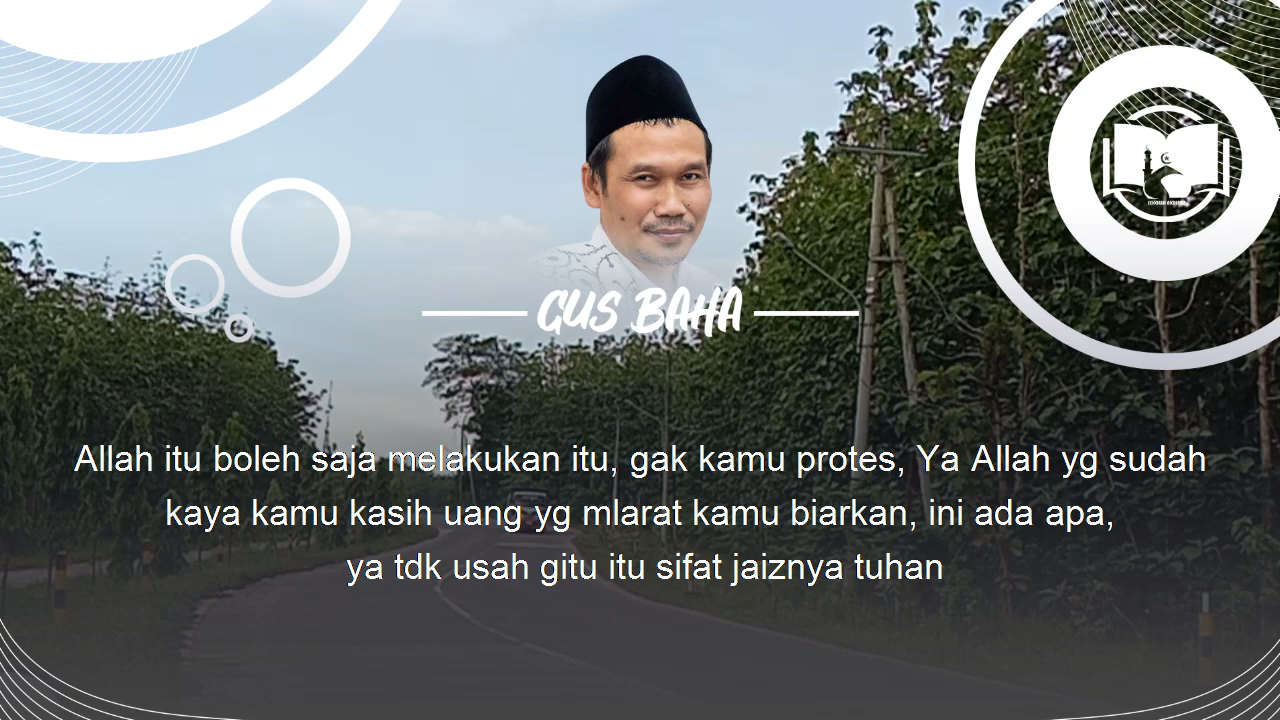 GUS BAHA
Allah itu boleh saja melakukan itu, gak kamu protes, Ya Allah yg sudah
kaya kamu kasih uang yg mlarat kamu biarkan, ini ada apa,
ya tdk usah gitu itu sifat jaiznya tuhan